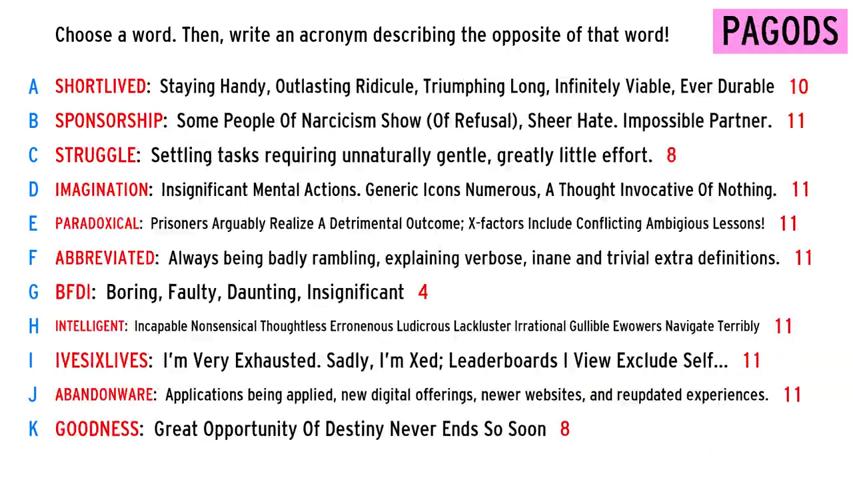 Choose a word. Then, write an acronym describing the opposite of that word! PAGODS
A SHORTLIVED: Staying Handy, Outlasting Ridicule, Triumphing Long, Infinitely Viable, Ever Durable 10
B SPONSORSHIP: Some People Of Narcicism Show (Of Refusal), Sheer Hate. Impossible Partner. 11
C STRUGGLE: Settling tasks requiring unnaturally gentle, greatly little effort. 8
D IMAGINATION: Insignificant Mental Actions. Generic Icons Numerous, A Thought Invocative Of Nothing. 11
E PARADOXICAL: Prisoners Arguably Realize A Detrimental Outcome; X-factors Include Conflicting Ambigious Lessons! 11
F ABBREVIATED: Always being badly rambling, explaining verbose, inane and trivial extra definitions. 11
G BFDI: Boring, Faulty, Daunting, Insignificant 4
H INTELLIGENT: Incapable Nonsensical Thoughtless Erronenous Ludicrous Lackluster Irrational Gullible Ewowers Navigate Terribly 11
I IVESIXLIVES: I'm Very Exhausted. Sadly, I'm Xed; Leaderboards I View Exclude Self... 11
J ABANDONWARE: Applications being applied, new digital offerings, newer websites, and reupdated experiences. 11
K GOODNESS: Great Opportunity Of Destiny Never Ends So Soon 8